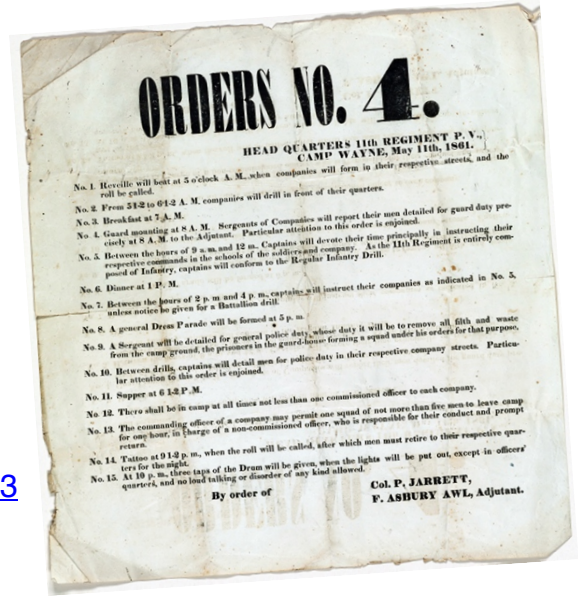 ORDERS NO. 4.
HEAD QUARTERS 11th REGIMENT P. V.,
CAMP WAYNE, May 11th, 1861.
No. 1. Reveille will beat at 5 o'clock A. M., when companies will form in their respective streets, and the
roll be called.
No. 2. From 5 1-2 to 6 1-2 A. M. companies will drill in front of their quarters.
No. 3. Breakfast at 7 A. M.
No. 4. Guard mounting at 8 A. M. Sergeants of Companies will report their men detailed for guard duty pre-
cisely at 8 A. M. to the Adjutant. Particular attention to this order is enjoined.
No. 5. Between the hours of 9 a. m. and 12 m., Captains will devote their time principally in instructing their
respective commands in the schools of the soldier and company. As the 11th Regiment is entirely com-
posed of Infantry, captains will conform to the Regular Infantry Drill.
No. 6. Dinner at 1 P. M.
No. 7. Between the hours of 2 p. m and 4 p. m., captains will instruct their companies as indicated in No. 5,
unless notice be given for a Battallion drill.
No. 8. A general Dress Parade will be formed at 5 p. m.
No. 9. A Sergeant will be detailed for general police duty, whose duty it will be to remove all filth and waste
from the camp ground, the prisoners in the guard-house forming a squad under his orders for that purpose.
No. 10. Between drills, captains will detail men for police duty in their respective company streets. Particu-
lar attention to this order is enjoined.
No. 11. Supper at 6 1-2 P. M.
No. 12. There shall be in camp at all times not less than one commissioned officer to each company.
No. 13. The commanding officer of a company may permit one squad of not more than five men to leave camp
for one hour, in charge of a non-commissioned officer, who is responsible for their conduct and prompt
return.
No. 14. Tattoo at 9 1-2 p. m., when the roll will be called, after which men must retire to their respective quar-
ters for the night.
No. 15. At 10 p. m., three taps of the Drum will be given, when the lights will be put out, except in officers'
quarters, and no loud talking or disorder of any kind allowed.
By order of
Col. P. JARRETT,
F. ASBURY AWL, Adjutant.
3